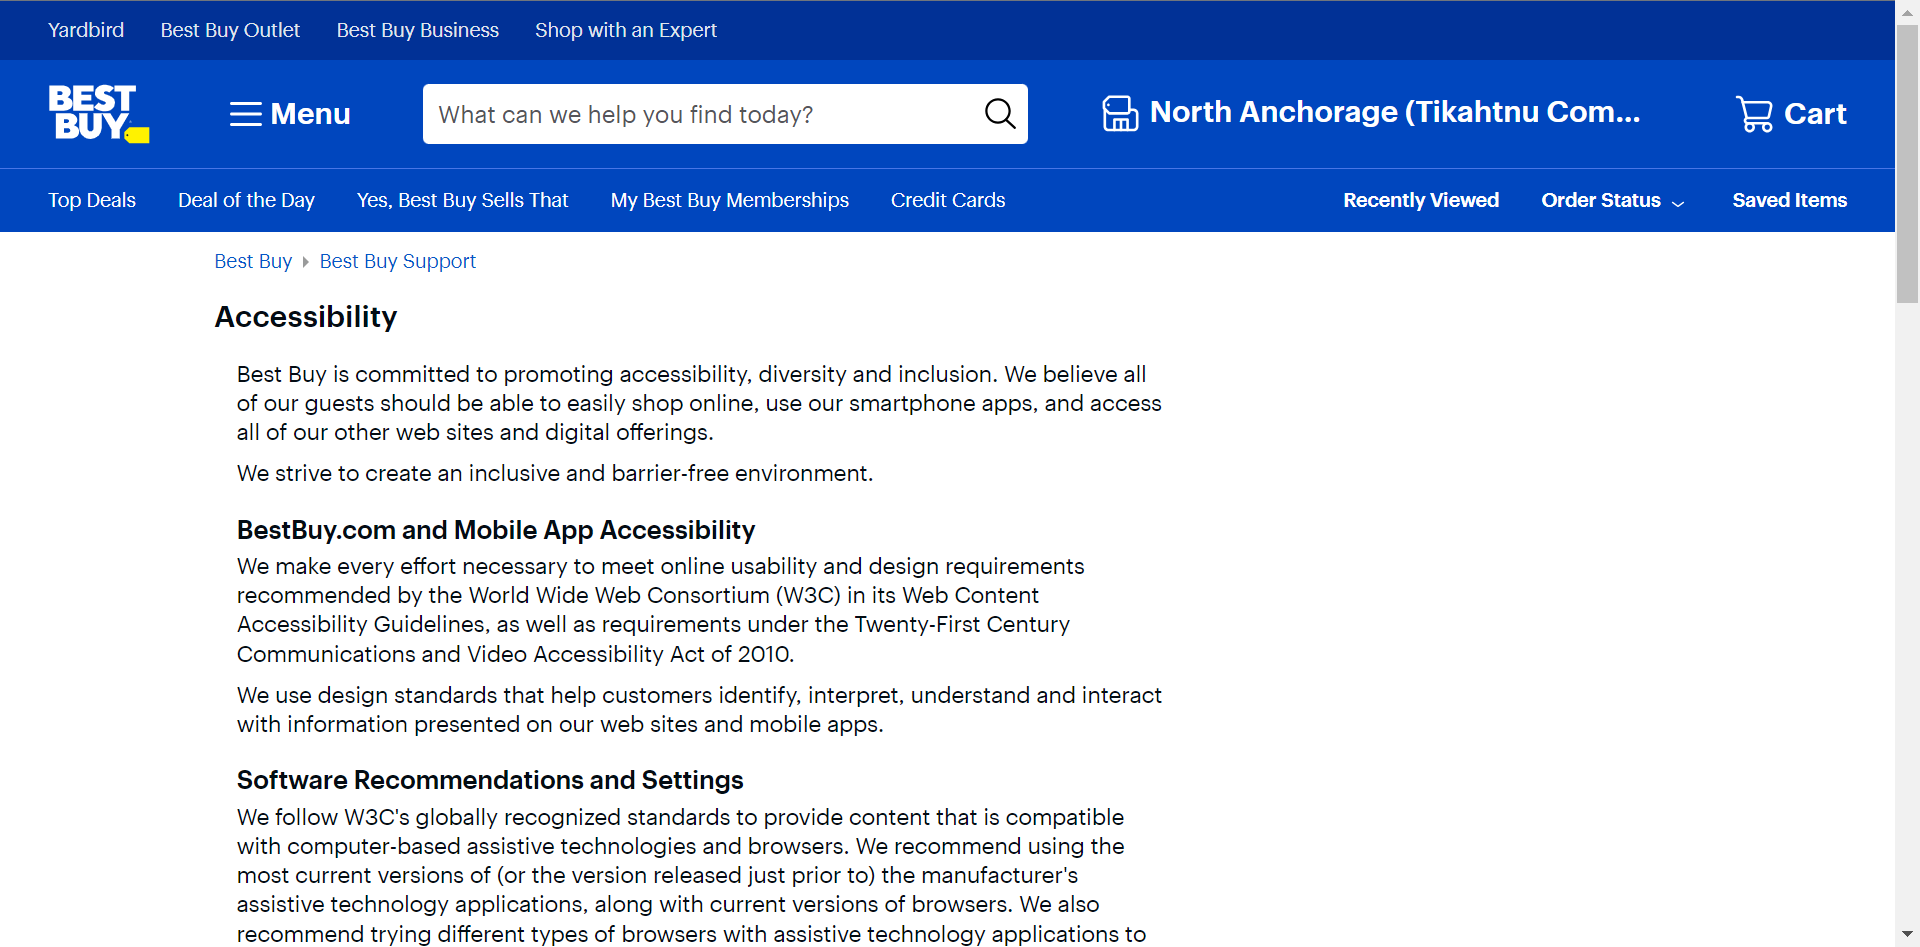 Yardbird Best Buy Outlet Best Buy Business Shop with an Expert
BEST BUY Menu What can we help you find today? North Anchorage (Tikahtnu Com... Cart
Top Deals Deal of the Day Yes, Best Buy Sells That My Best Buy Memberships Credit Cards Recently Viewed Order Status Saved Items
Best Buy Best Buy Support
Accessibility
Best Buy is committed to promoting accessibility, diversity and inclusion. We believe all
of our guests should be able to easily shop online, use our smartphone apps, and access
all of our other web sites and digital offerings.
We strive to create an inclusive and barrier-free environment.
BestBuy.com and Mobile App Accessibility
We make every effort necessary to meet online usability and design requirements
recommended by the World Wide Web Consortium (W3C) in its Web Content
Accessibility Guidelines, as well as requirements under the Twenty-First Century
Communications and Video Accessibility Act of 2010.
We use design standards that help customers identify, interpret, understand and interact
with information presented on our web sites and mobile apps.
Software Recommendations and Settings
We follow W3C's globally recognized standards to provide content that is compatible
with computer-based assistive technologies and browsers. We recommend using the
most current versions of (or the version released just prior to) the manufacturer's
assistive technology applications, along with current versions of browsers. We also
recommend trying different types of browsers with assistive technology applications to